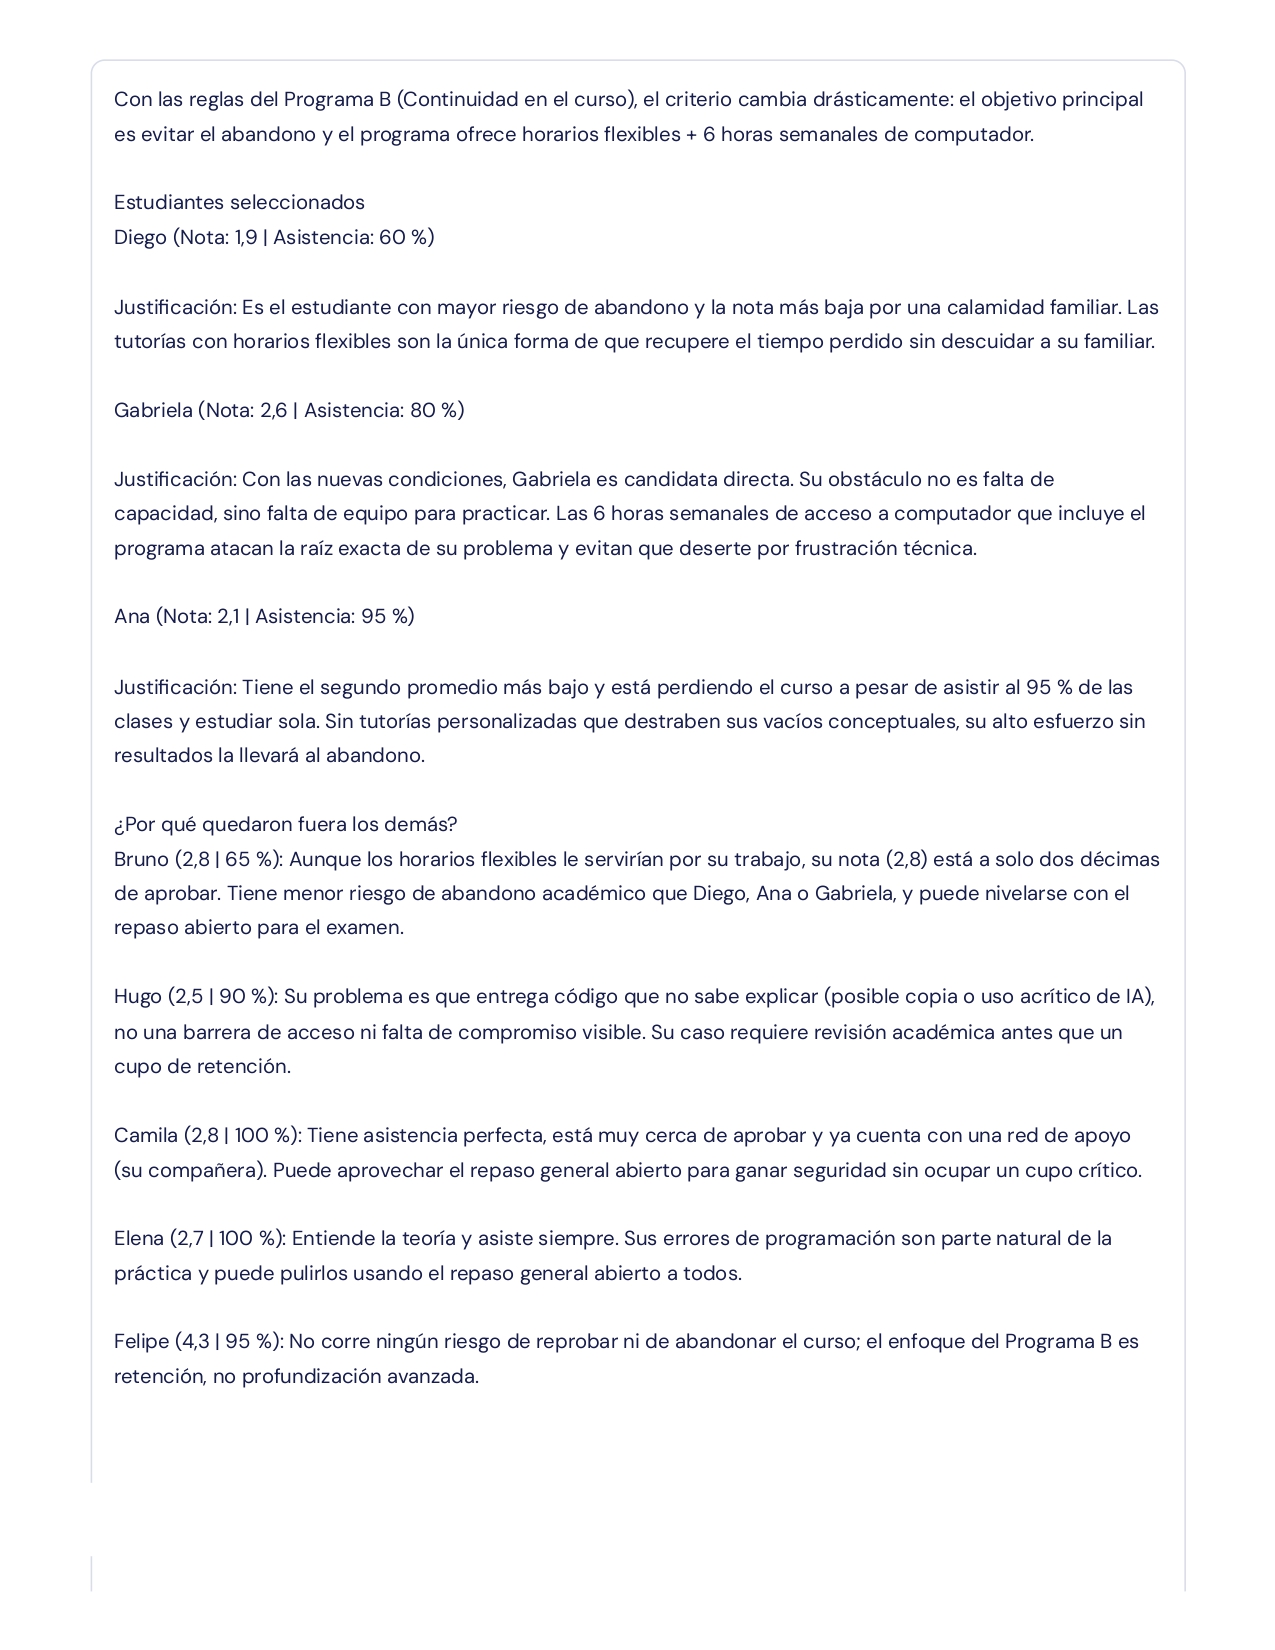 Con las reglas del Programa B (Continuidad en el curso), el criterio cambia drásticamente: el objetivo principal
es evitar el abandono y el programa ofrece horarios flexibles + 6 horas semanales de computador.
Estudiantes seleccionados
Diego (Nota: 1,9 | Asistencia: 60 %)
Justificación: Es el estudiante con mayor riesgo de abandono y la nota más baja por una calamidad familiar. Las
tutorías con horarios flexibles son la única forma de que recupere el tiempo perdido sin descuidar a su familiar.
Gabriela (Nota: 2,6 | Asistencia: 80 %)
Justificación: Con las nuevas condiciones, Gabriela es candidata directa. Su obstáculo no es falta de
capacidad, sino falta de equipo para practicar. Las 6 horas semanales de acceso a computador que incluye el
programa atacan la raíz exacta de su problema y evitan que deserte por frustración técnica.
Ana (Nota: 2,1 | Asistencia: 95 %)
Justificación: Tiene el segundo promedio más bajo y está perdiendo el curso a pesar de asistir al 95 % de las
clases y estudiar sola. Sin tutorías personalizadas que destraben sus vacíos conceptuales, su alto esfuerzo sin
resultados la llevará al abandono.
¿Por qué quedaron fuera los demás?
Bruno (2,8 | 65 %): Aunque los horarios flexibles le servirían por su trabajo, su nota (2,8) está a solo dos décimas
de aprobar. Tiene menor riesgo de abandono académico que Diego, Ana o Gabriela, y puede nivelarse con el
repaso abierto para el examen.
Hugo (2,5 | 90 %): Su problema es que entrega código que no sabe explicar (posible copia o uso acrítico de IA),
no una barrera de acceso ni falta de compromiso visible. Su caso requiere revisión académica antes que un
cupo de retención.
Camila (2,8 | 100 %): Tiene asistencia perfecta, está muy cerca de aprobar y ya cuenta con una red de apoyo
(su compañera). Puede aprovechar el repaso general abierto para ganar seguridad sin ocupar un cupo crítico.
Elena (2,7 | 100 %): Entiende la teoría y asiste siempre. Sus errores de programación son parte natural de la
práctica y puede pulirlos usando el repaso general abierto a todos.
Felipe (4,3 | 95 %): No corre ningún riesgo de reprobar ni de abandonar el curso; el enfoque del Programa B es
retención, no profundización avanzada.